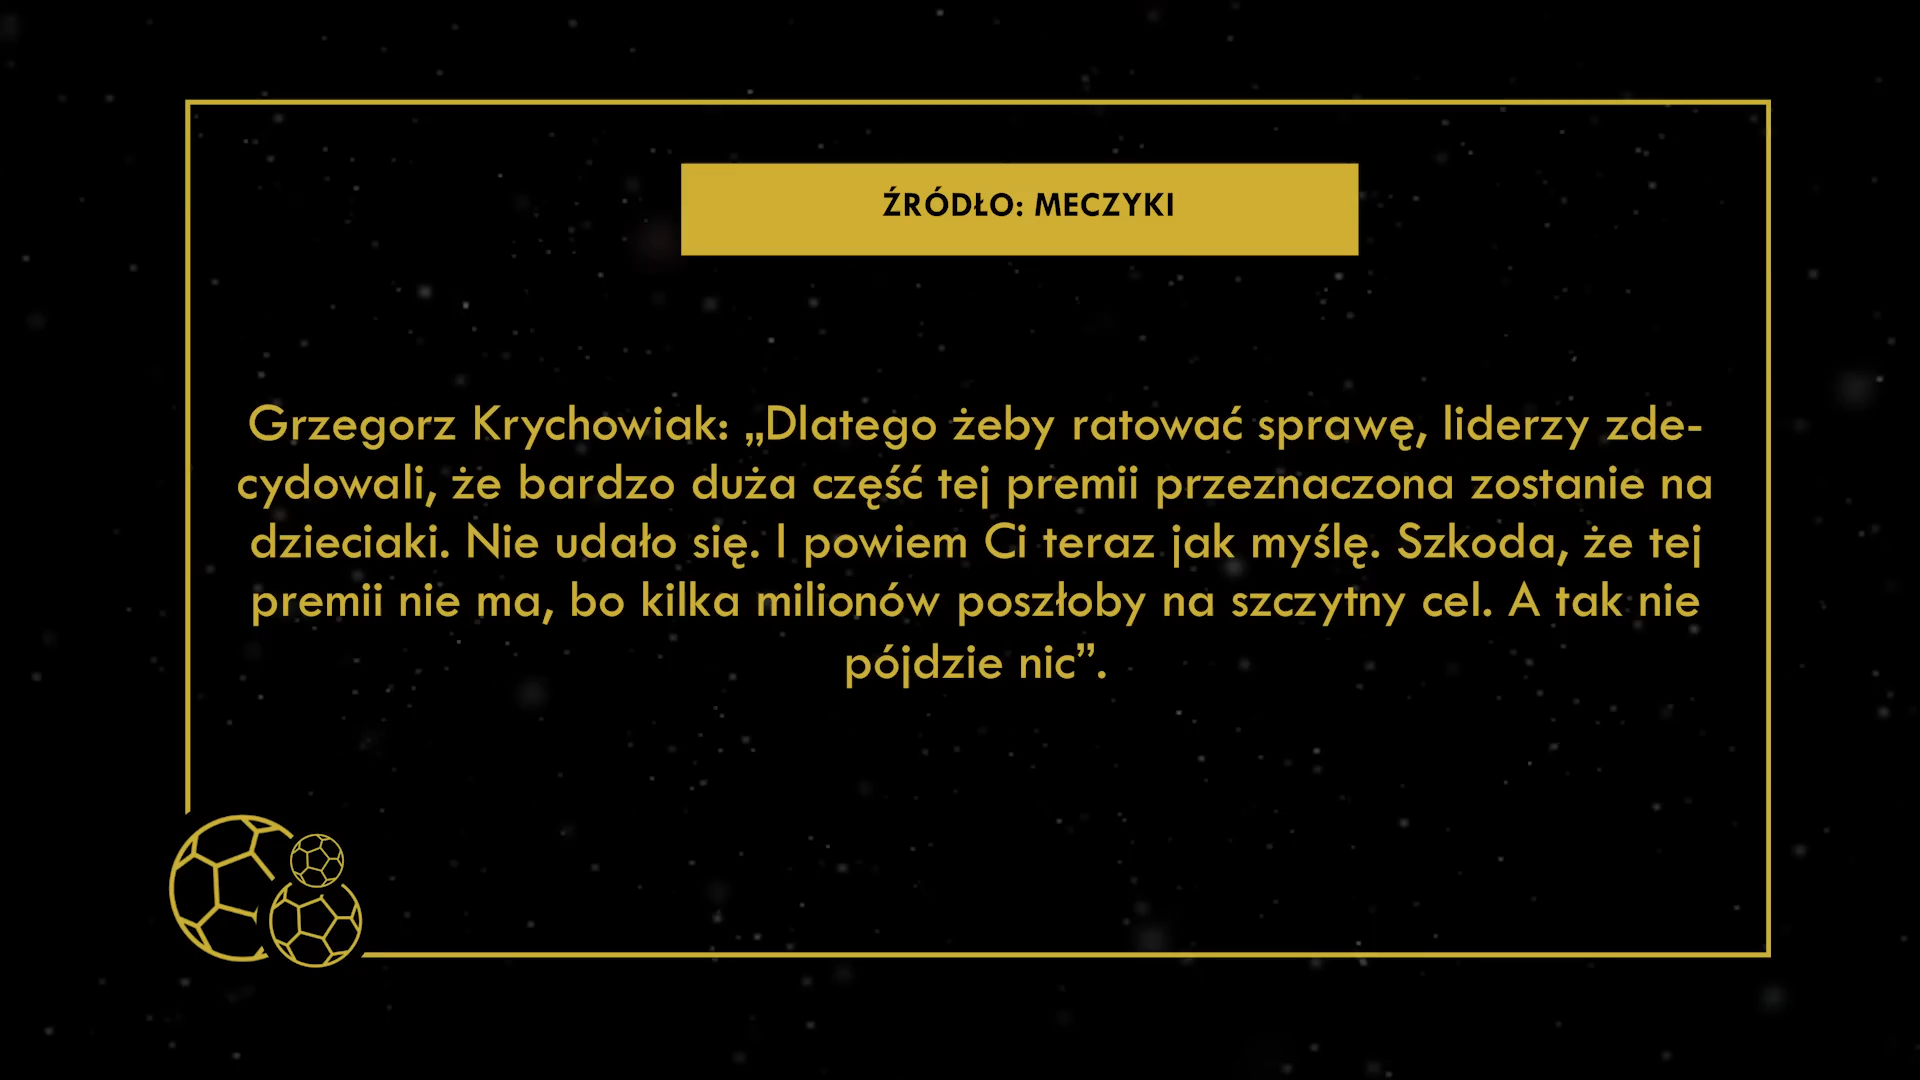 ŹRÓDŁO: MECZYKI
Grzegorz Krychowiak: „Dlatego żeby ratować sprawę, liderzy zde-
cydowali, że bardzo duża część tej premii przeznaczona zostanie na
dzieciaki. Nie udało się. I powiem Ci teraz jak myślę. Szkoda, że tej
premii nie ma, bo kilka milionów poszłoby na szczytny cel. A tak nie
pójdzie nic”.